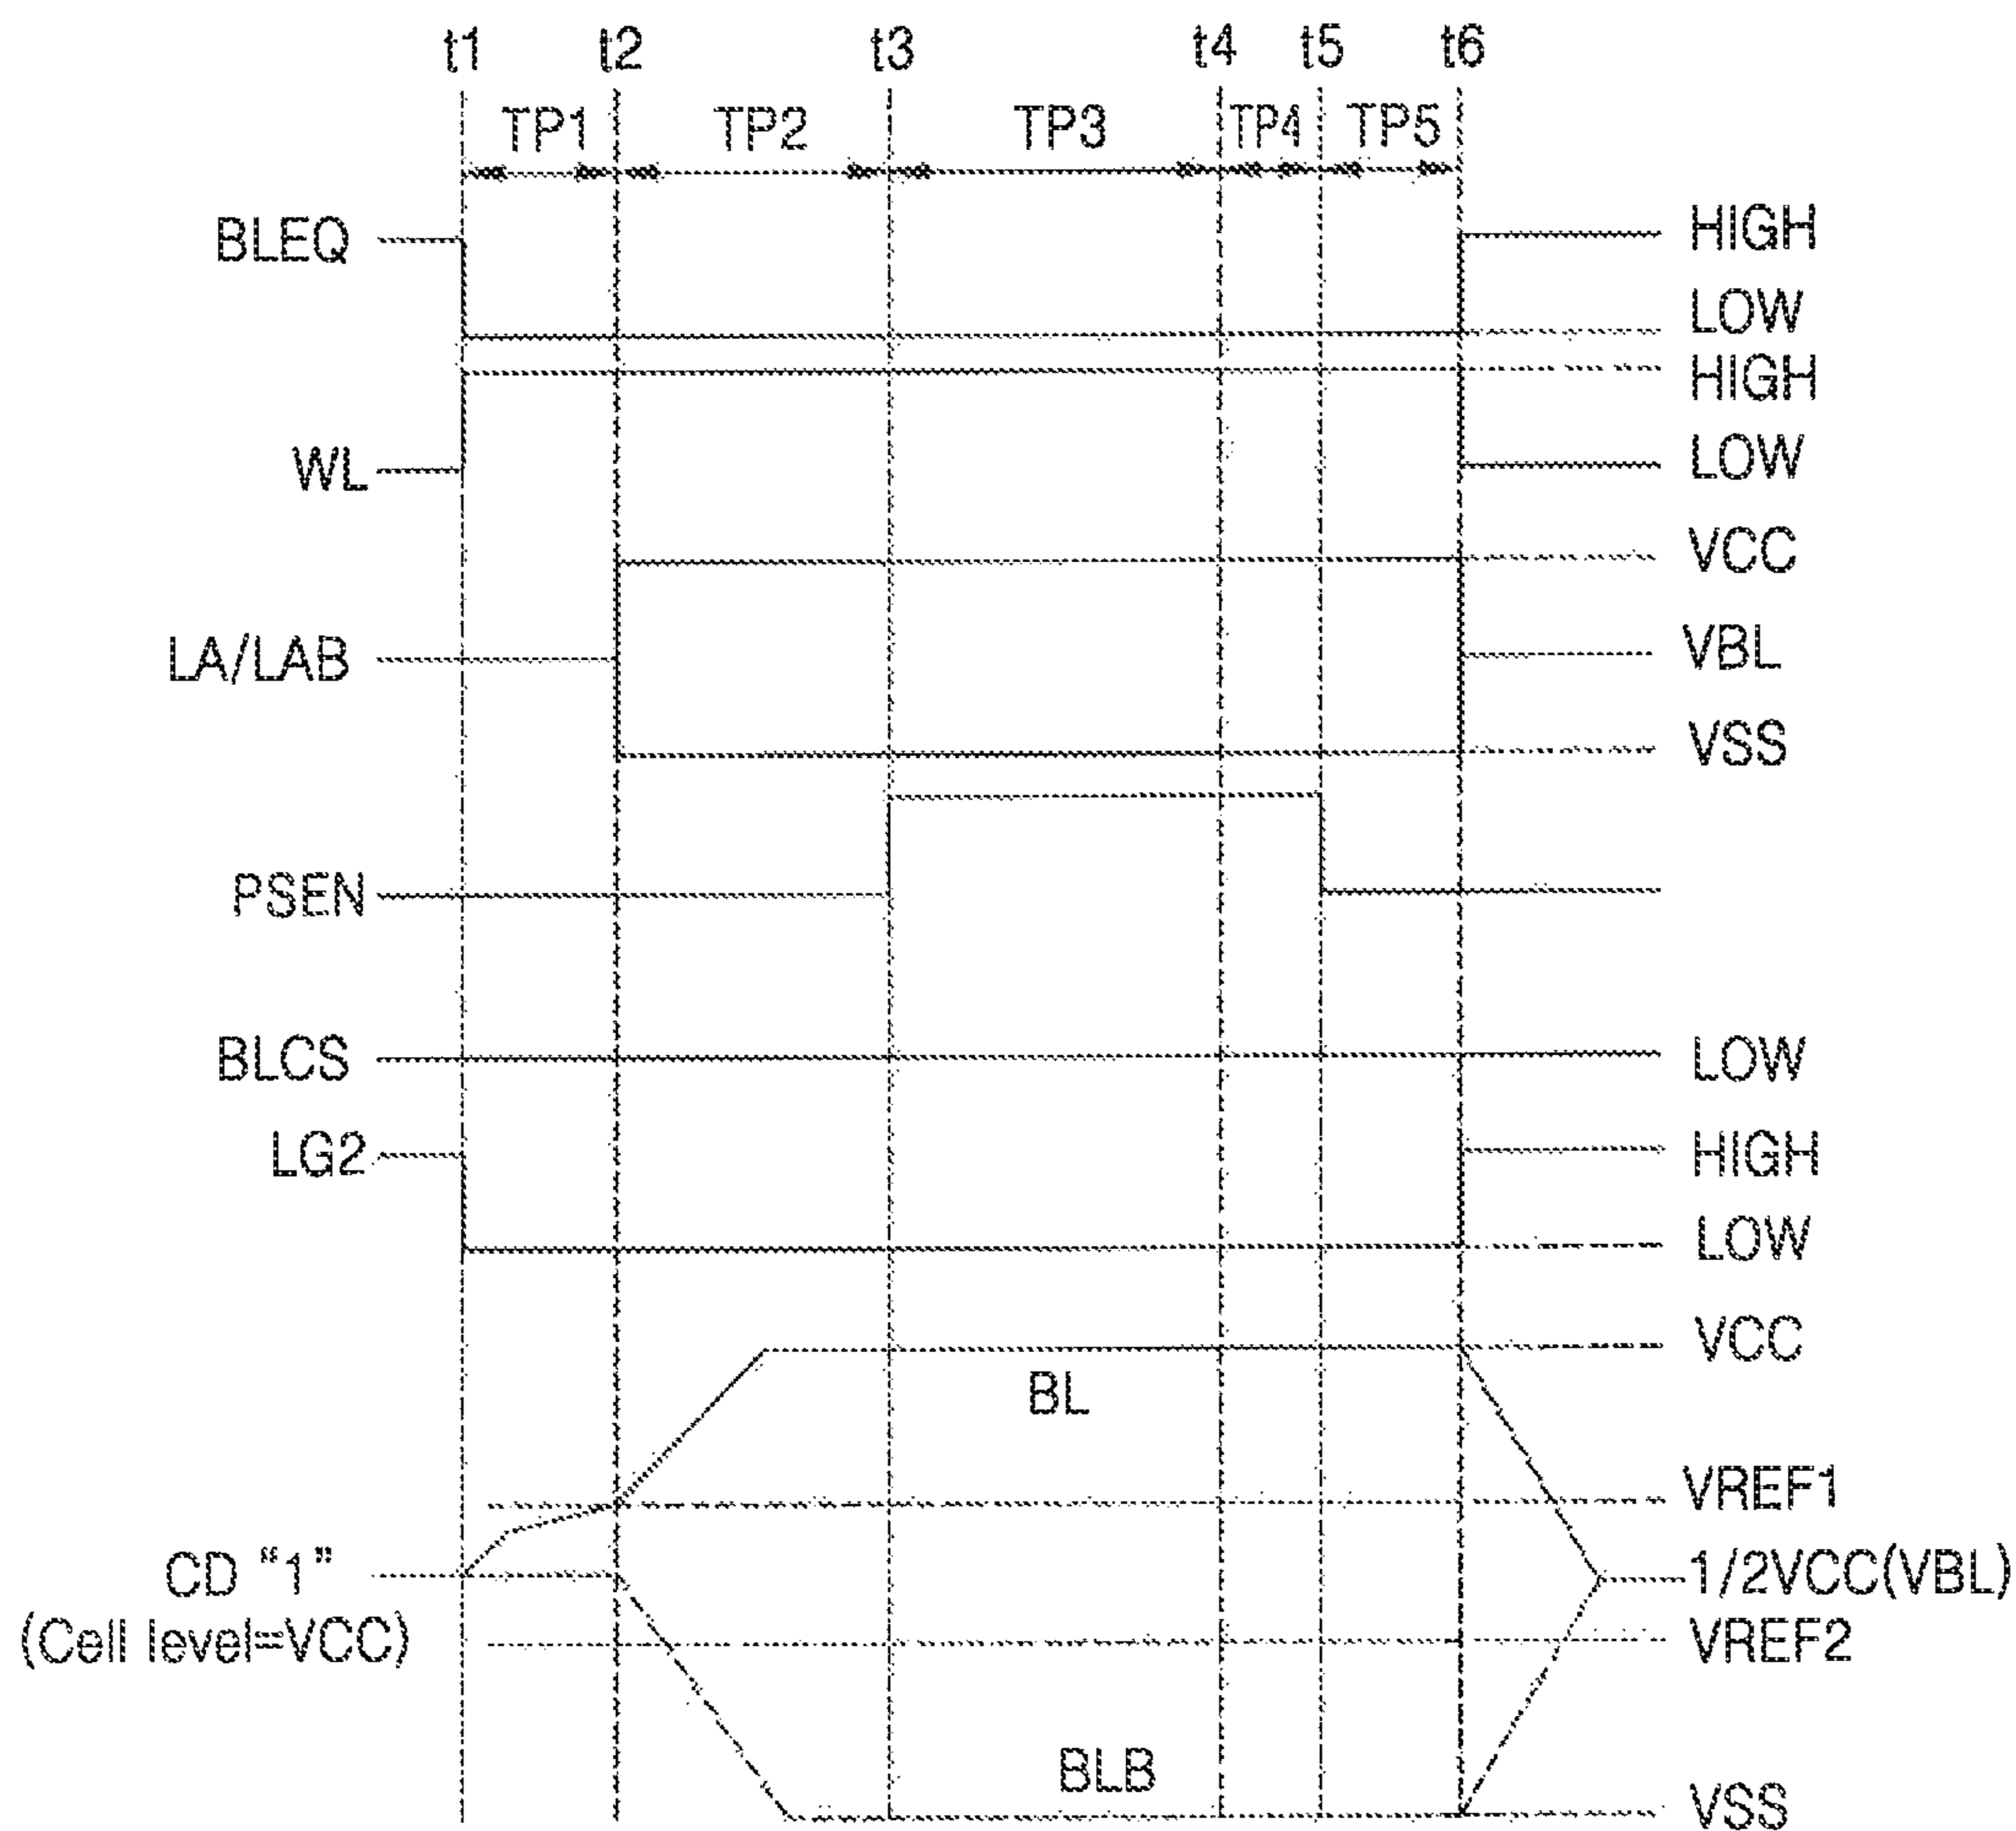 t1 t2 t3 t4 t5 t6
TP1 TP2 TP3 TP4 TP5
BLEQ HIGH
LOW
HIGH
WL LOW
VCC
LA/LAB VBL
VSS
PSEN
BLCS LOW
LG2 HIGH
LOW
VCC
BL
VREF1
CD “1” 1/2VCC(VBL)
(Cell level=VCC) VREF2
BLB
VSS